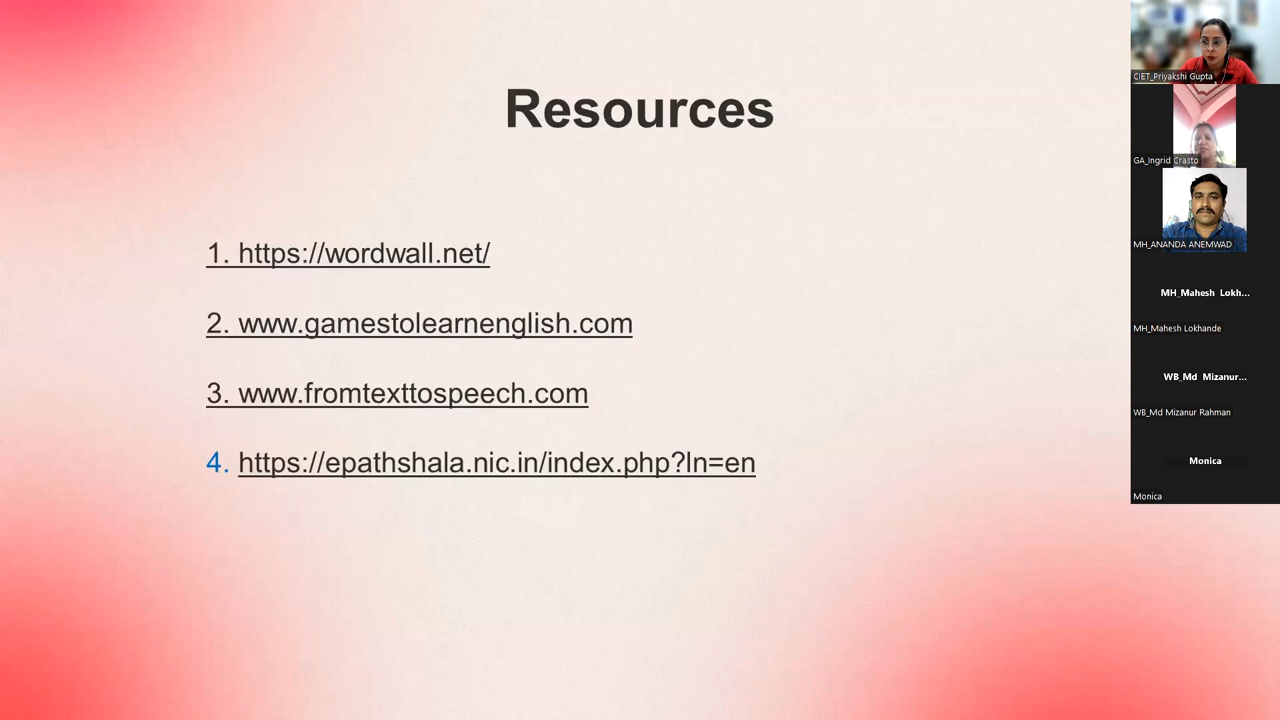 Resources
1. https://wordwall.net/
2. www.gamestolearnenglish.com
3. www.fromtexttospeech.com
4. https://epathshala.nic.in/index.php?ln=en
CIET_Priyakshi Gupta
GA_Ingrid Crasto
MH_ANANDA ANEMWAD
MH_Mahesh Lokh...
MH_Mahesh Lokhande
WB_Md Mizanur...
WB_Md Mizanur Rahman
Monica
Monica